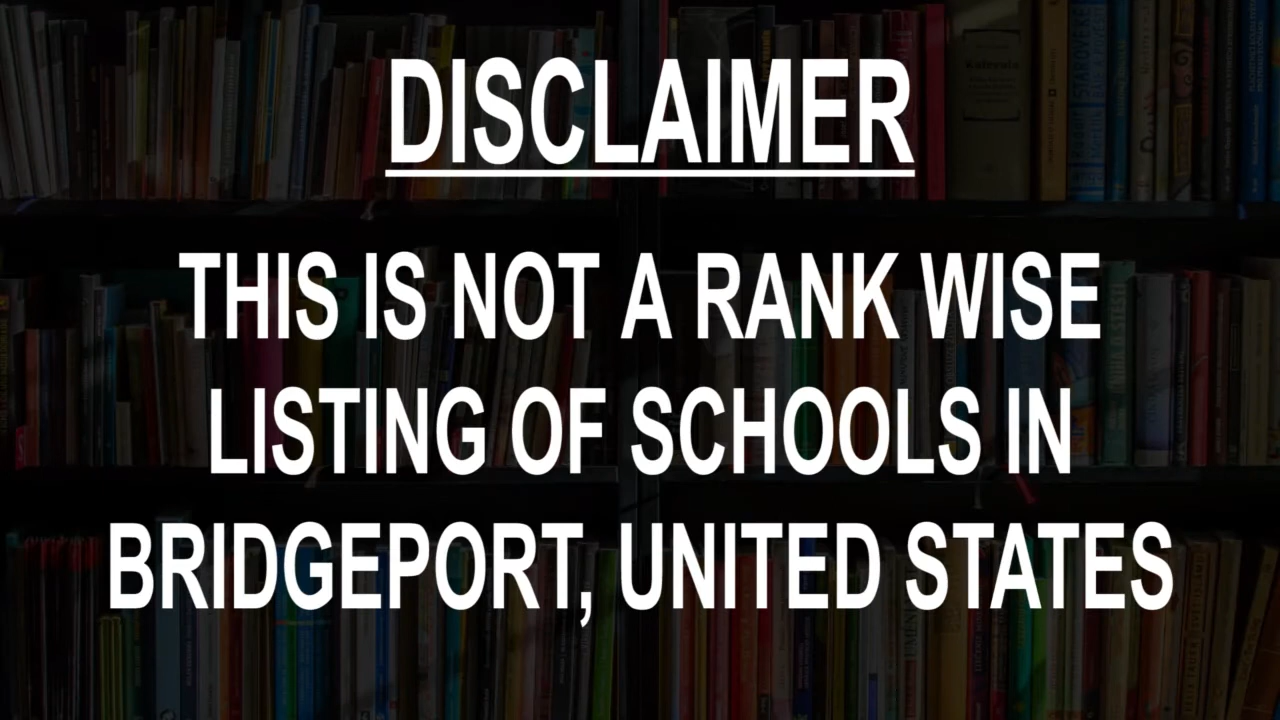 DISCLAIMER
THIS IS NOT A RANK WISE
LISTING OF SCHOOLS IN
BRIDGEPORT, UNITED STATES